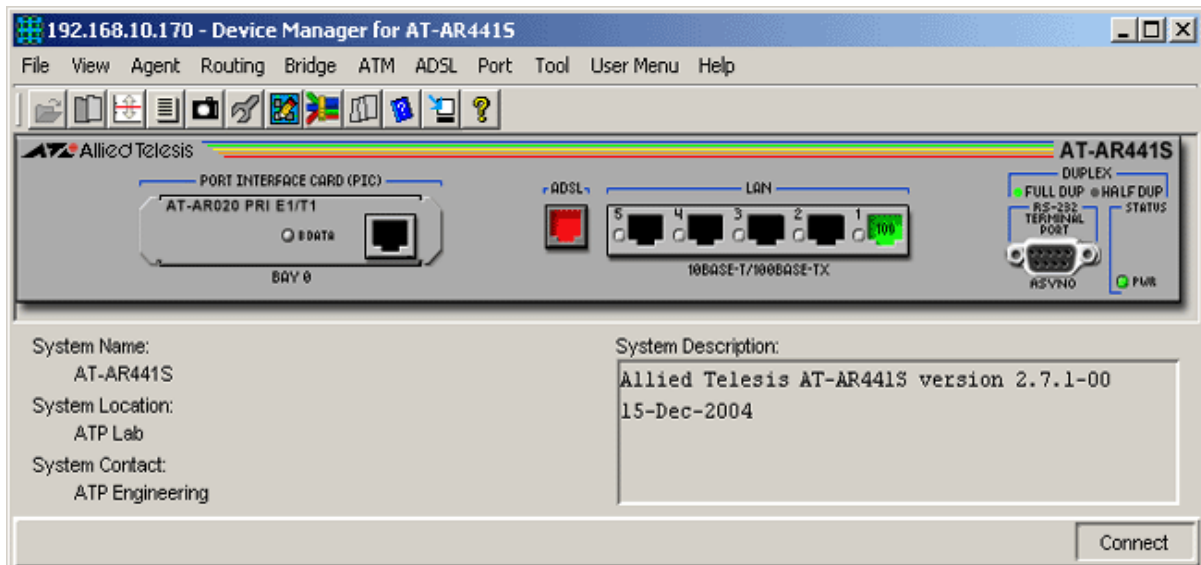 192.168.10.170 - Device Manager for AT-AR441S
File View Agent Routing Bridge ATM ADSL Port Tool User Menu Help
Allied Telesis
AT-AR441S
PORT INTERFACE CARD (PIC)
AT-AR020 PRI E1/T1
BDATA
BAY 0
ADSL
LAN
5 4 3 2 1
100
10BASE-T/100BASE-TX
DUPLEX
FULL DUP HALF DUP
RS-232
TERMINAL
PORT
ASYN0
STATUS
PWR
System Name:
AT-AR441S
System Location:
ATP Lab
System Contact:
ATP Engineering
System Description:
Allied Telesis AT-AR441S version 2.7.1-00
15-Dec-2004
Connect